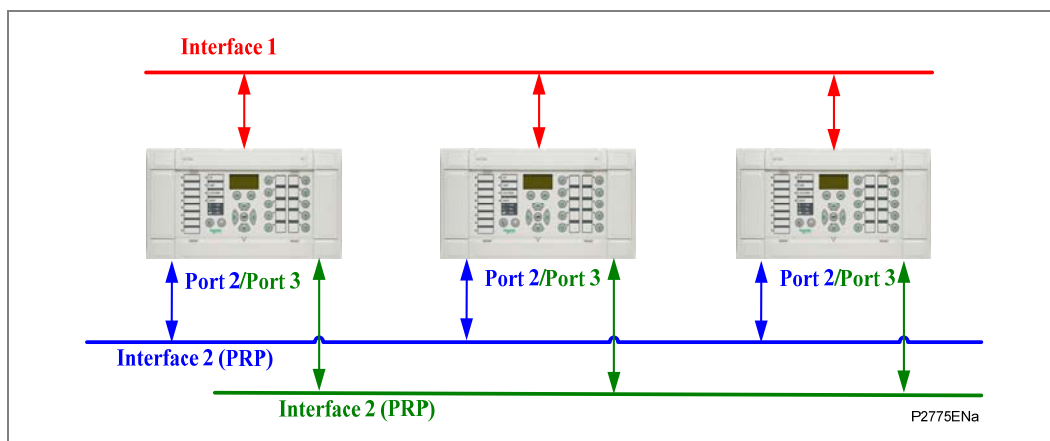 Interface 1
Port 2/Port 3
Port 2/Port 3
Port 2/Port 3
Interface 2 (PRP)
Interface 2 (PRP)
P2775ENa